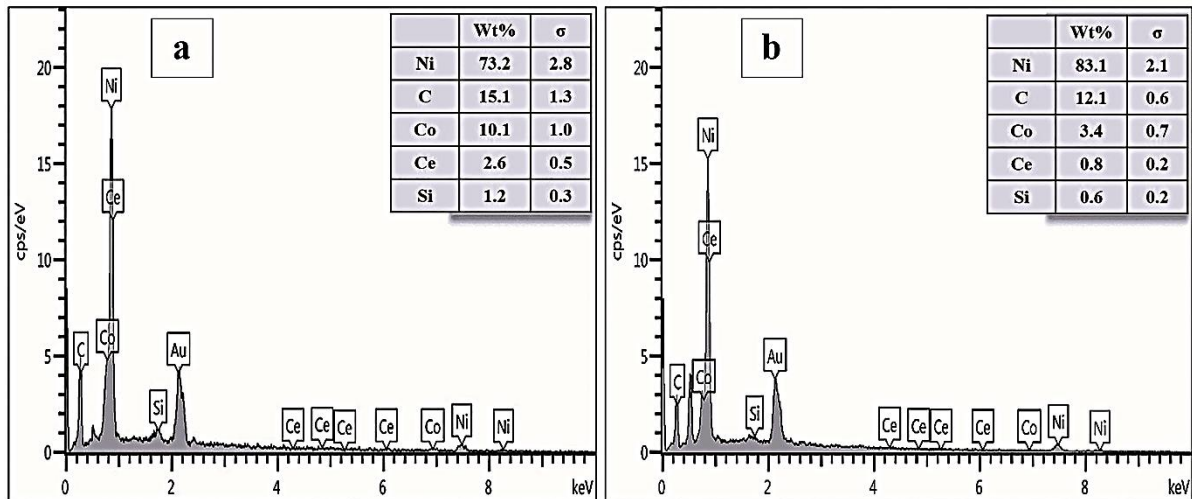 a
Wt% σ
Ni 73.2 2.8
C 15.1 1.3
Co 10.1 1.0
Ce 2.6 0.5
Si 1.2 0.3
cps/eV
20
15
10
5
0
Ni
Ce
Co
C
Si
Au
Ce Ce Ce Ce Co Ni Ni
0 2 4 6 8 keV
b
Wt% σ
Ni 83.1 2.1
C 12.1 0.6
Co 3.4 0.7
Ce 0.8 0.2
Si 0.6 0.2
cps/eV
20
15
10
5
0
Ni
Ce
Au
C Co
Si
Ce Ce Ce Ce Co Ni Ni
0 2 4 6 8 keV